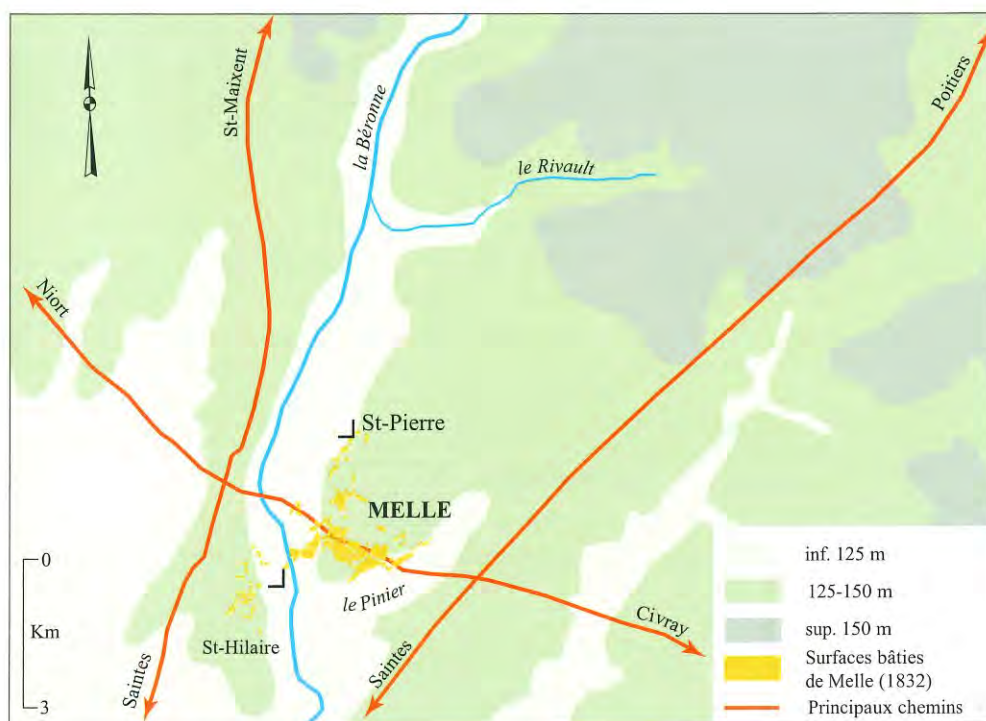 St-Maixent
la Béronne
Poitiers
le Rivault
Niort
St-Pierre
MELLE
0
Km
3
le Pinier
St-Hilaire
Saintes
Saintes
Civray
inf. 125 m
125-150 m
sup. 150 m
Surfaces bâties
de Melle (1832)
Principaux chemins